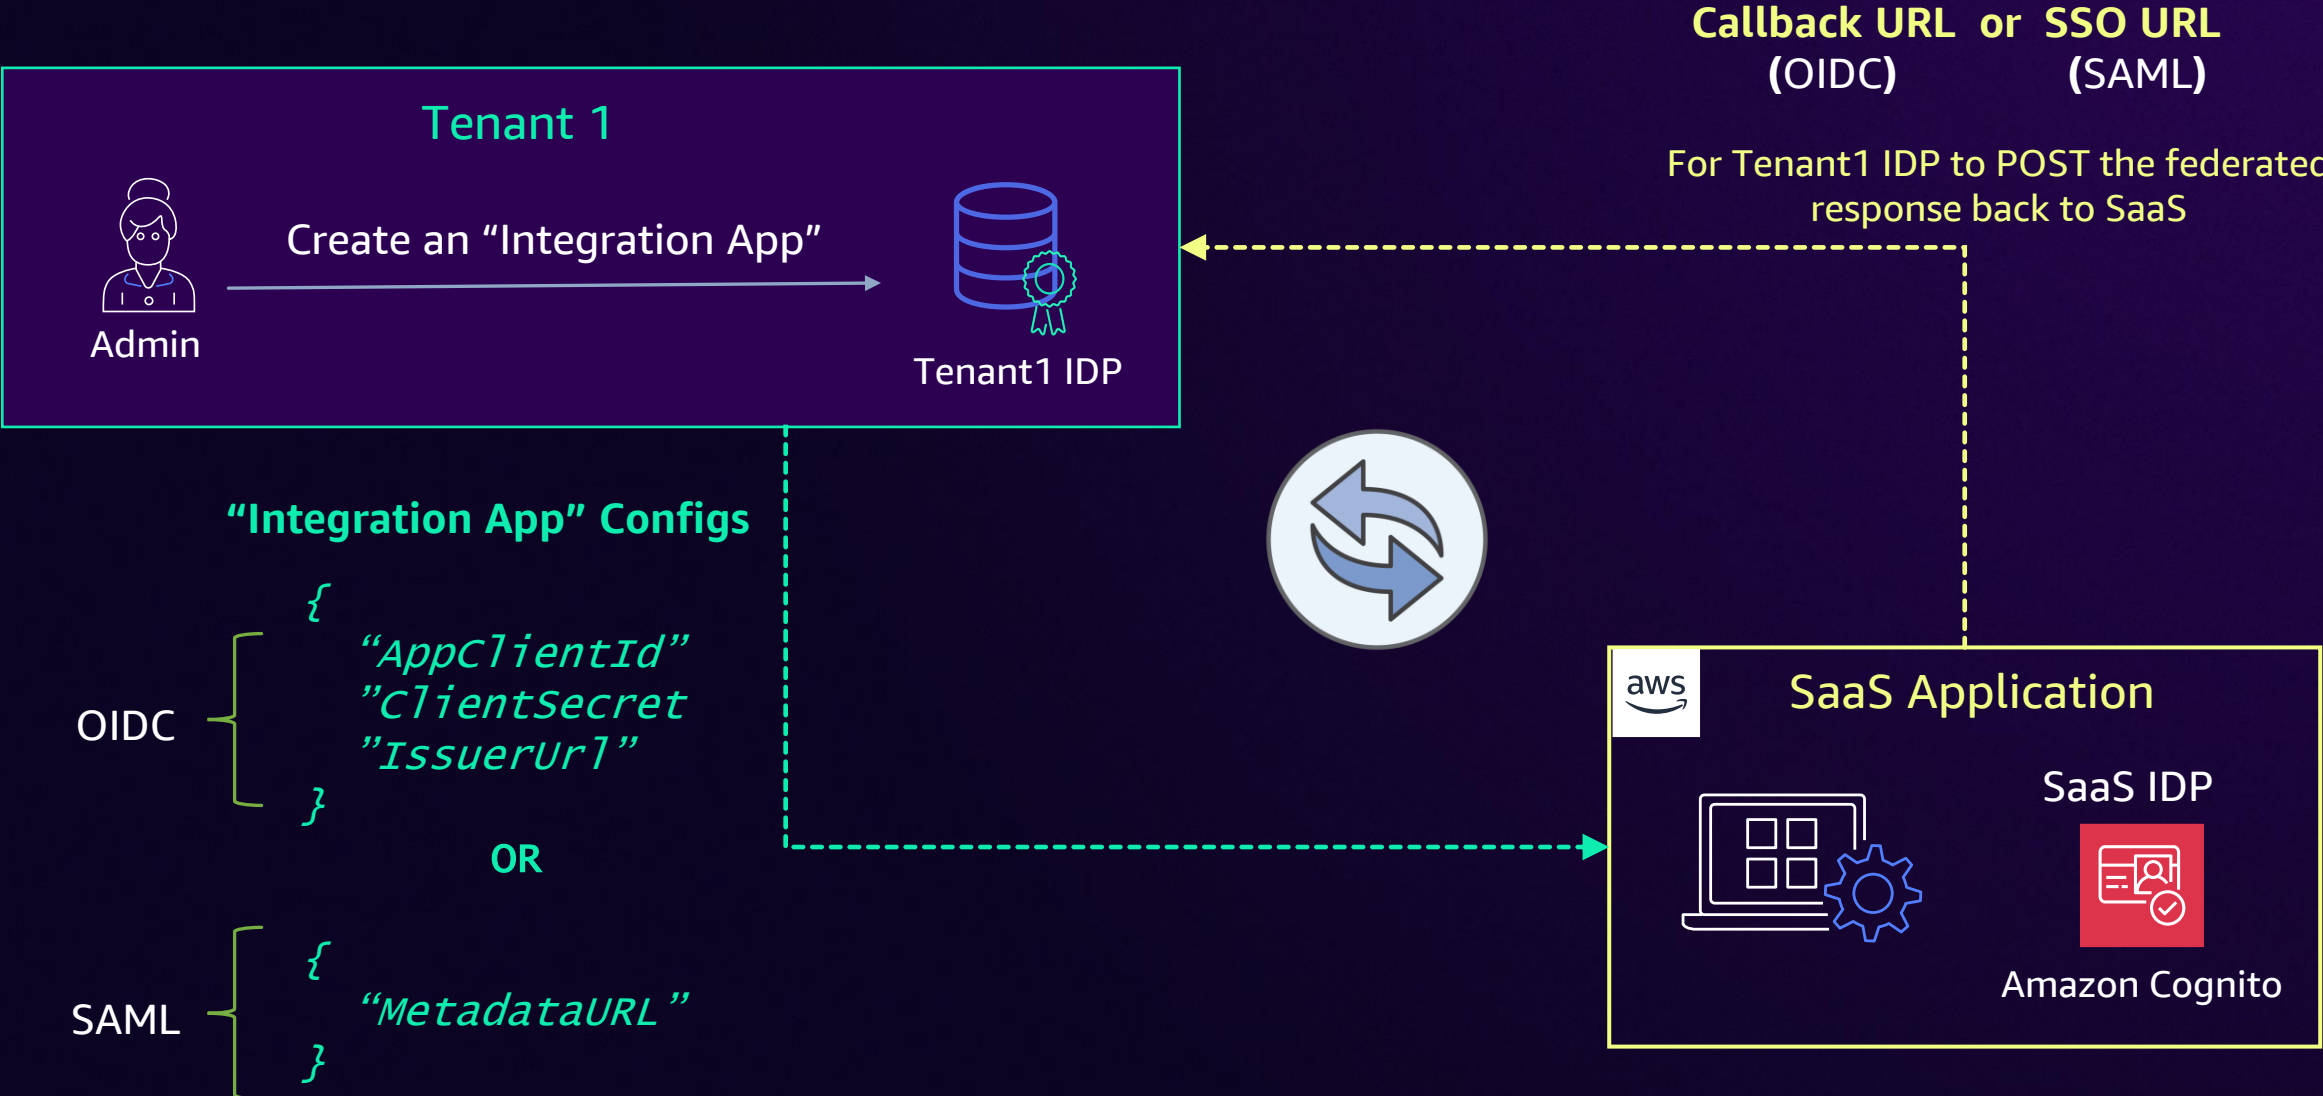 Callback URL or SSO URL
(OIDC) (SAML)
For Tenant1 IDP to POST the federated
response back to SaaS
Tenant 1
Create an “Integration App”
Admin
Tenant1 IDP
“Integration App” Configs
{
“AppClientId”
”ClientSecret
”IssuerUrl”
}
OIDC
OR
{
“MetadataURL”
}
SAML
aws
SaaS Application
SaaS IDP
Amazon Cognito